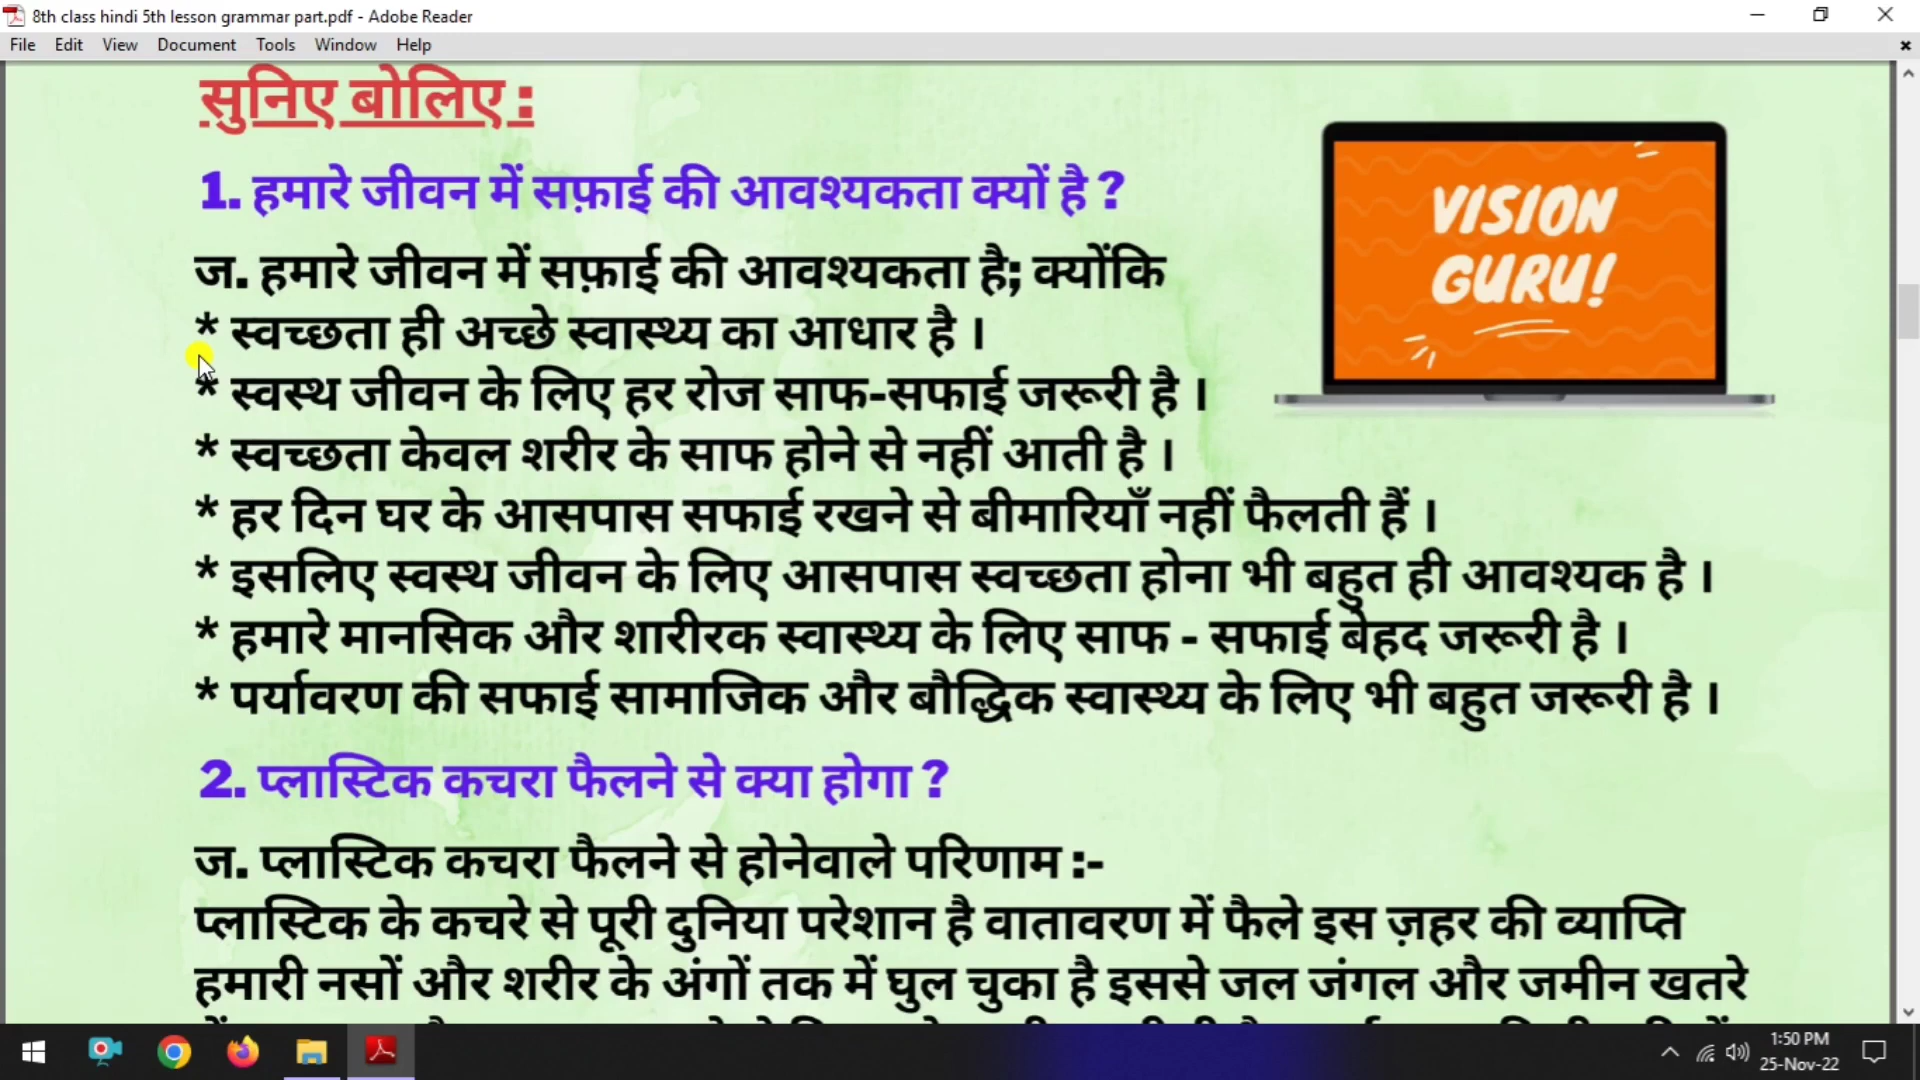 8th class hindi 5th lesson grammar part.pdf - Adobe Reader
File Edit View Document Tools Window Help
सुनिए बोलिए :
1. हमारे जीवन में सफ़ाई की आवश्यकता क्यों है ?
VISION
GURU!
ज. हमारे जीवन में सफ़ाई की आवश्यकता है; क्योंकि
* स्वच्छता ही अच्छे स्वास्थ्य का आधार है ।
* स्वस्थ जीवन के लिए हर रोज साफ-सफाई जरूरी है ।
* स्वच्छता केवल शरीर के साफ होने से नहीं आती है ।
* हर दिन घर के आसपास सफाई रखने से बीमारियाँ नहीं फैलती हैं ।
* इसलिए स्वस्थ जीवन के लिए आसपास स्वच्छता होना भी बहुत ही आवश्यक है ।
* हमारे मानसिक और शारीरक स्वास्थ्य के लिए साफ - सफाई बेहद जरूरी है ।
* पर्यावरण की सफाई सामाजिक और बौद्धिक स्वास्थ्य के लिए भी बहुत जरूरी है ।
2. प्लास्टिक कचरा फैलने से क्या होगा ?
ज. प्लास्टिक कचरा फैलने से होनेवाले परिणाम :-
प्लास्टिक के कचरे से पूरी दुनिया परेशान है वातावरण में फैले इस ज़हर की व्याप्ति
हमारी नसों और शरीर के अंगों तक में घुल चुका है इससे जल जंगल और जमीन खतरे
1:50 PM
25-Nov-22